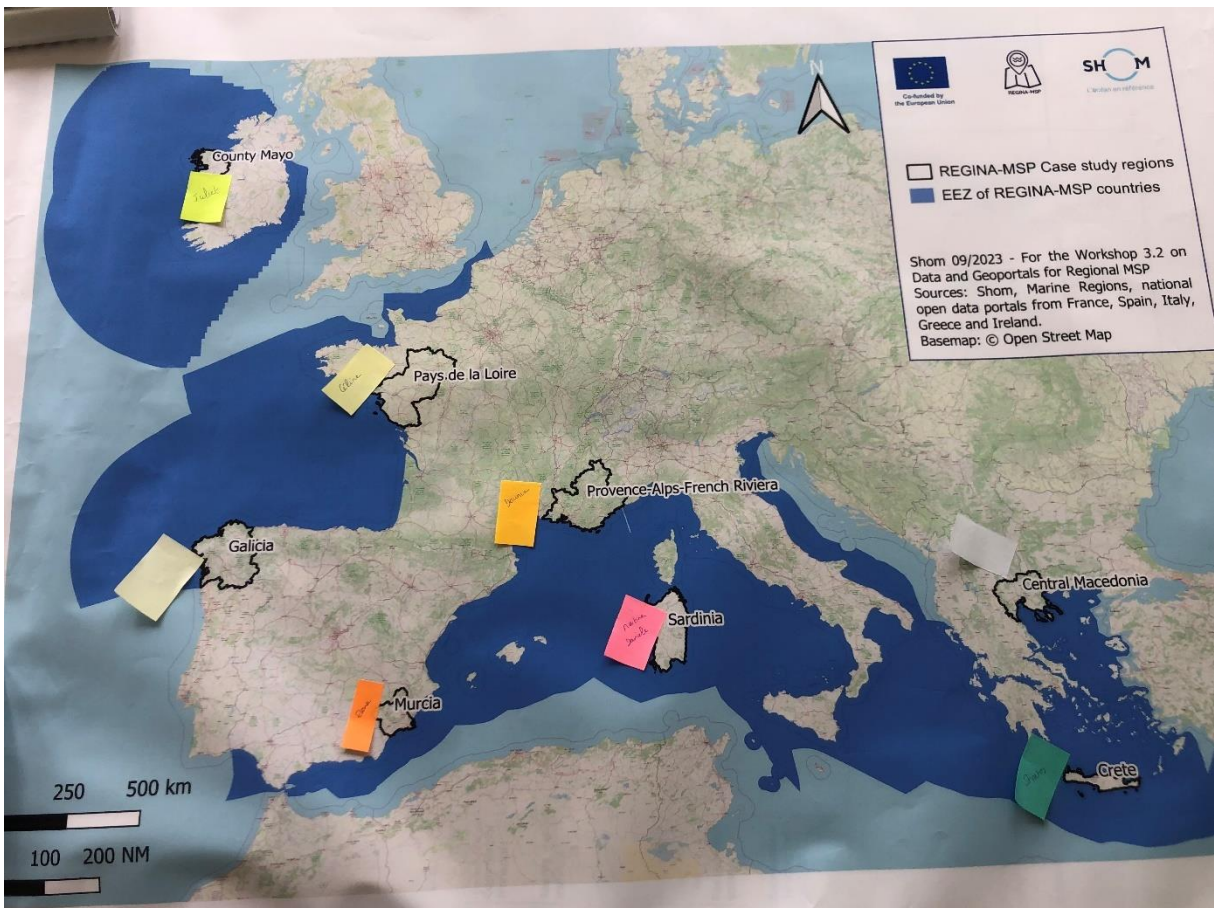 Co-funded by
the European Union
REGINA-MSP
SHOM
L'océan en référence
N
REGINA-MSP Case study regions
EEZ of REGINA-MSP countries
Shom 09/2023 - For the Workshop 3.2 on
Data and Geoportals for Regional MSP
Sources: Shom, Marine Regions, national
open data portals from France, Spain, Italy,
Greece and Ireland.
Basemap: © Open Street Map
County Mayo
Pays de la Loire
Céline
Provence-Alps-French Riviera
Galicia
Sardinia
Central Macedonia
Murcia
Crete
250 500 km
100 200 NM